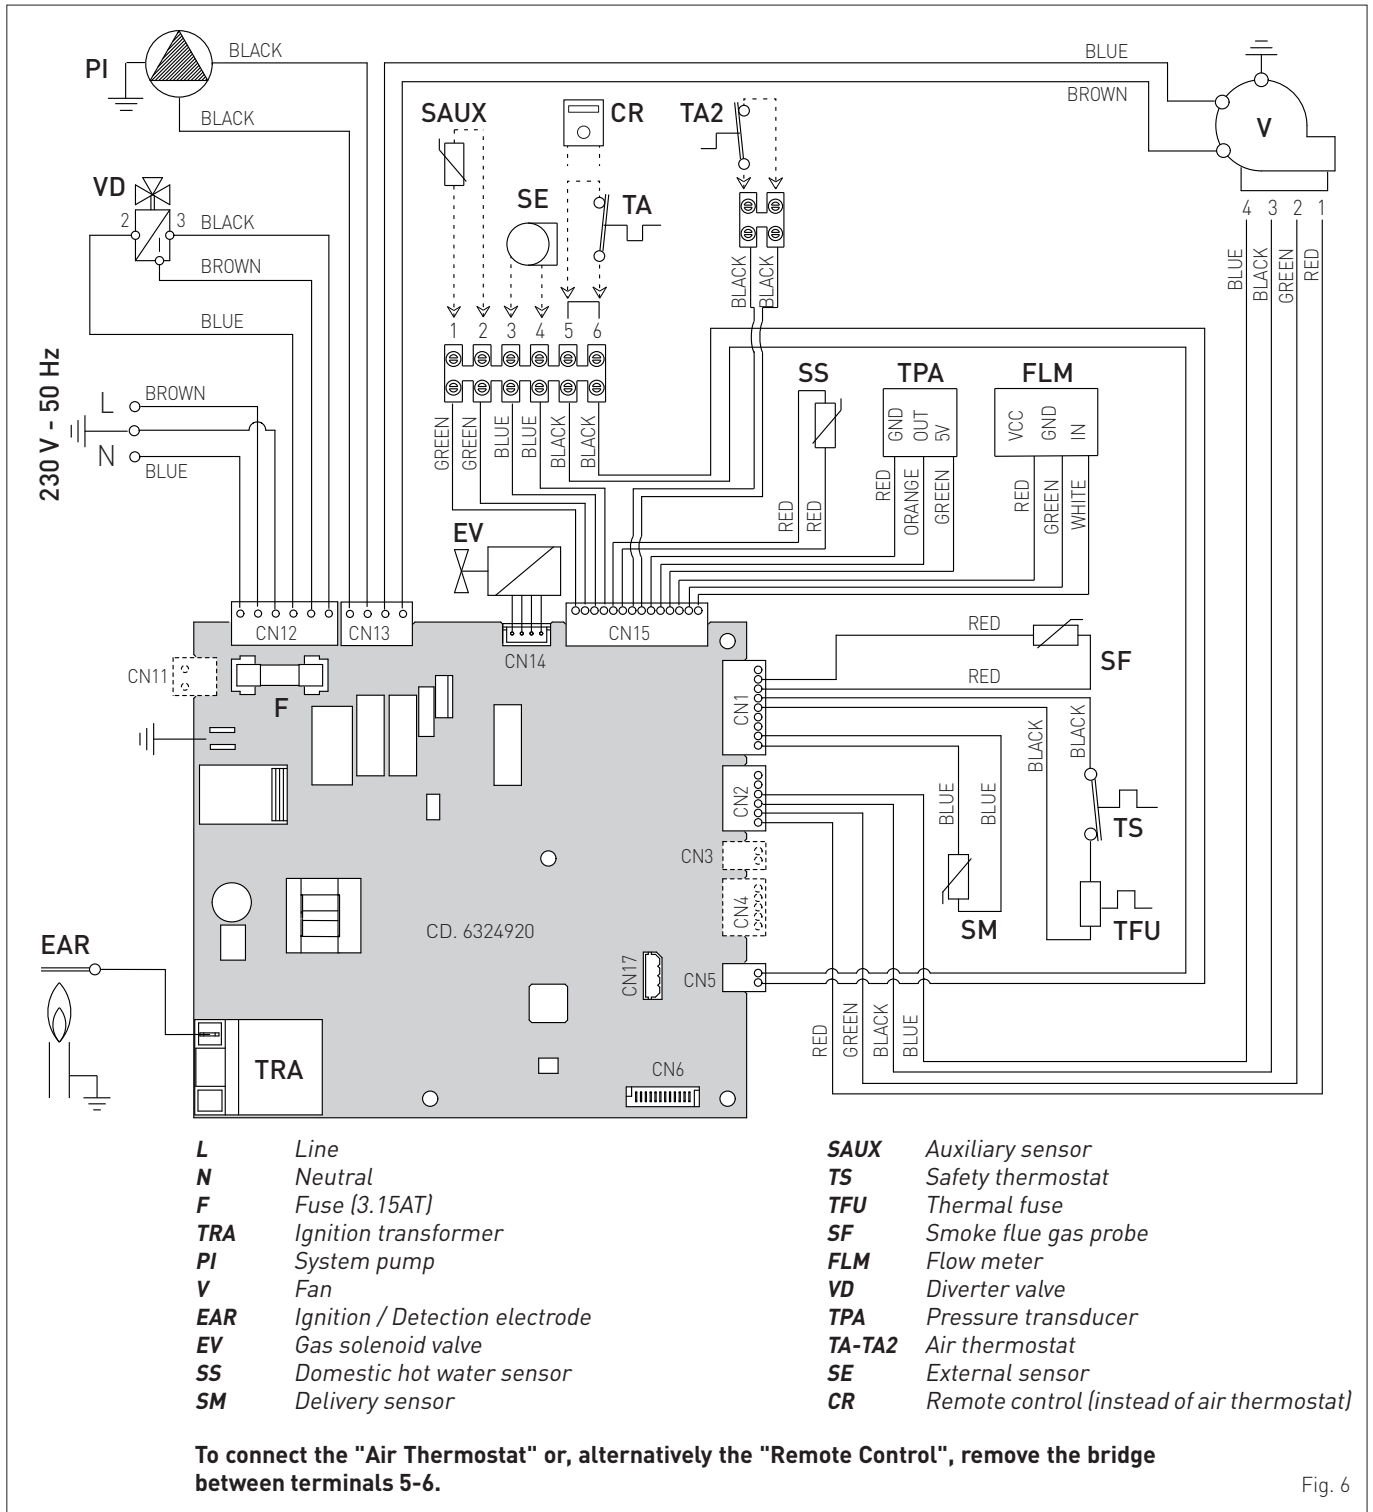 PI
BLACK
BLACK
BLUE
BROWN
V
4 3 2 1
BLUE
BLACK
GREEN
RED
SAUX
CR
TA2
SE
TA
BLACK
BLACK
VD
2
3
BLACK
BROWN
BLUE
230 V - 50 Hz
L
BROWN
N
BLUE
1 2 3 4 5 6
GREEN
GREEN
BLUE
BLUE
BLACK
BLACK
SS
RED
RED
TPA
GND
OUT
5V
RED
ORANGE
GREEN
FLM
VCC
GND
IN
RED
GREEN
WHITE
EV
CN12
CN13
CN14
CN15
CN11
F
CN1
RED
RED
SF
BLACK
BLACK
TS
TFU
BLUE
BLUE
SM
CN2
CN3
CN4
CN5
CN17
CN6
CD. 6324920
EAR
TRA
RED
GREEN
BLACK
BLUE
L Line
N Neutral
F Fuse (3.15AT)
TRA Ignition transformer
PI System pump
V Fan
EAR Ignition / Detection electrode
EV Gas solenoid valve
SS Domestic hot water sensor
SM Delivery sensor
SAUX Auxiliary sensor
TS Safety thermostat
TFU Thermal fuse
SF Smoke flue gas probe
FLM Flow meter
VD Diverter valve
TPA Pressure transducer
TA-TA2 Air thermostat
SE External sensor
CR Remote control (instead of air thermostat)
To connect the "Air Thermostat" or, alternatively the "Remote Control", remove the bridge
between terminals 5-6.
Fig. 6